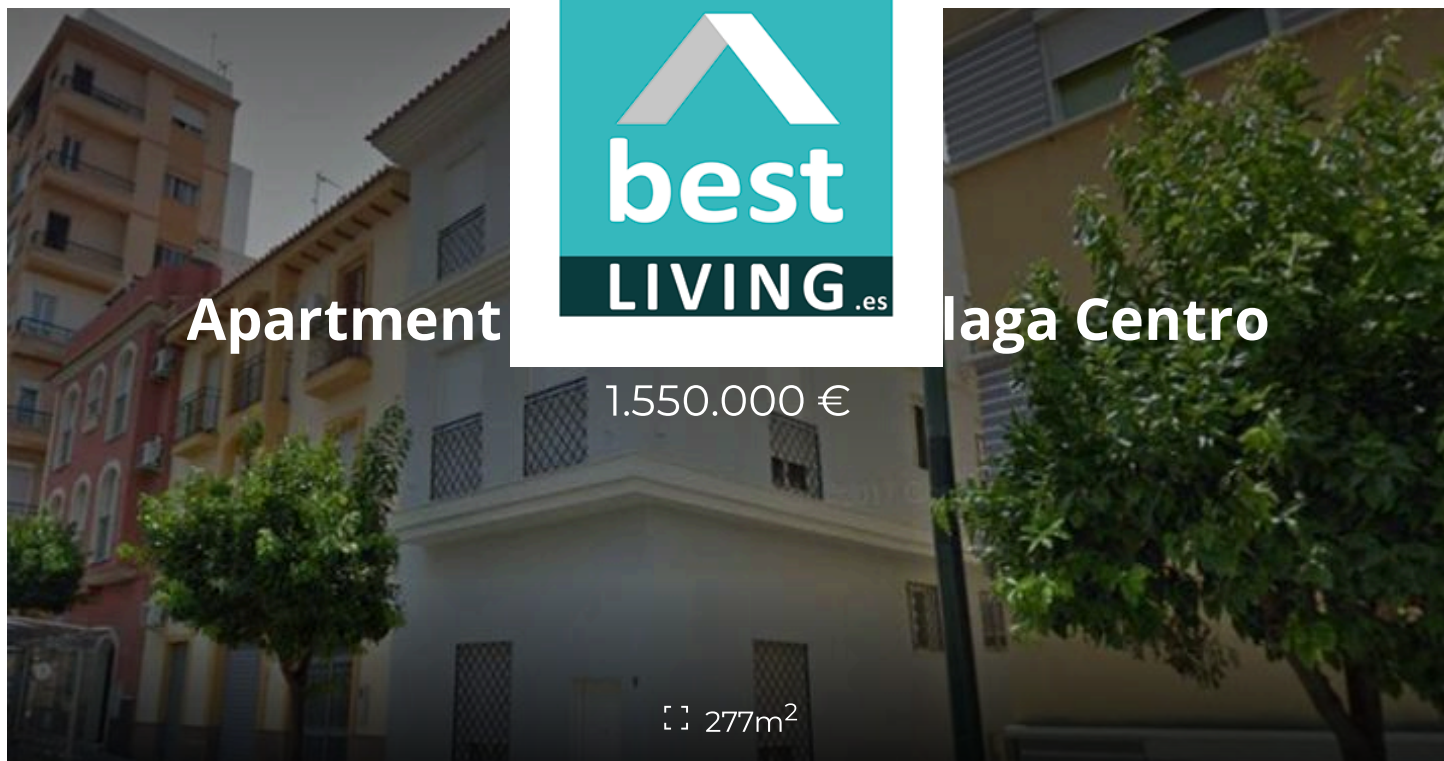 best
LIVING.es
Apartment laga Centro
1.550.000 €
277m²